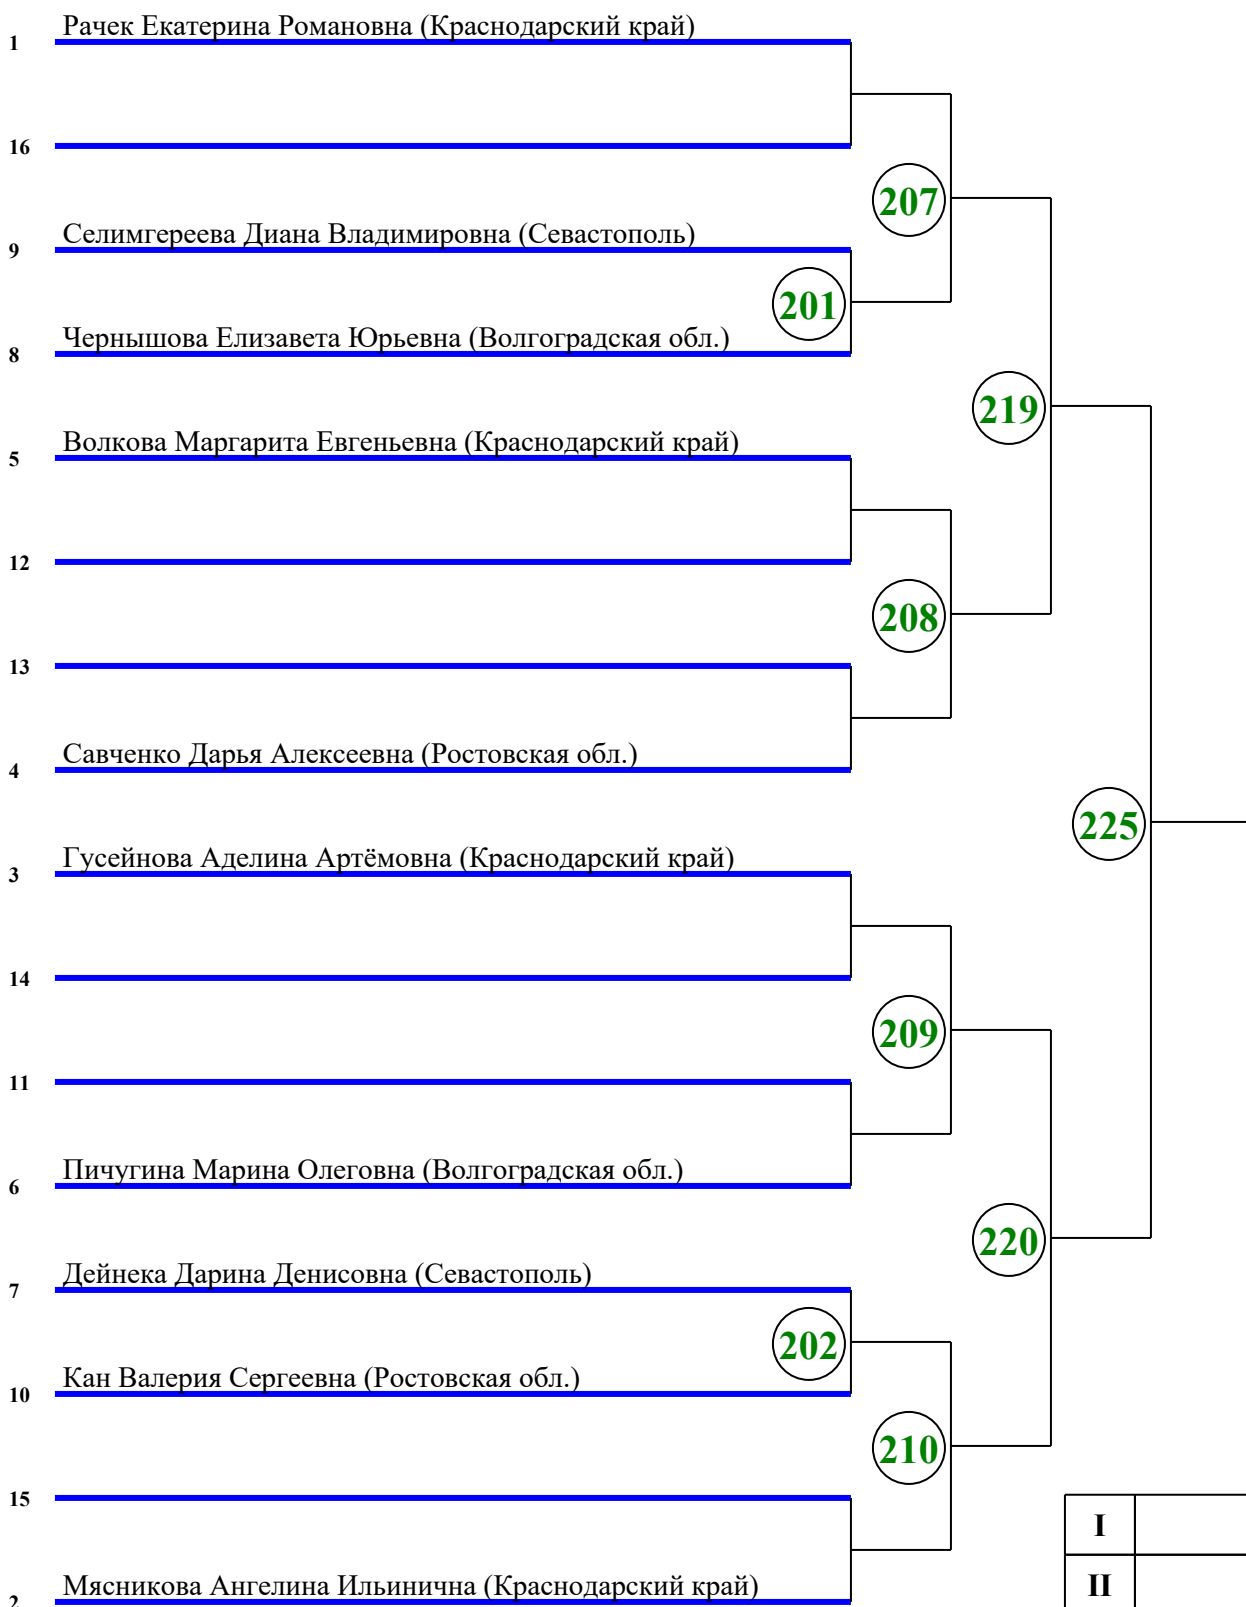 1 Рачек Екатерина Романовна (Краснодарский край)
16
207
9 Селимгереева Диана Владимировна (Севастополь)
201
8 Чернышова Елизавета Юрьевна (Волгоградская обл.)
219
5 Волкова Маргарита Евгеньевна (Краснодарский край)
12
208
13
4 Савченко Дарья Алексеевна (Ростовская обл.)
225
3 Гусейнова Аделина Артёмовна (Краснодарский край)
14
209
11
6 Пичугина Марина Олеговна (Волгоградская обл.)
220
7 Дейнека Дарина Денисовна (Севастополь)
202
10 Кан Валерия Сергеевна (Ростовская обл.)
210
15
I
II
2 Мясникова Ангелина Ильинична (Краснодарский край)